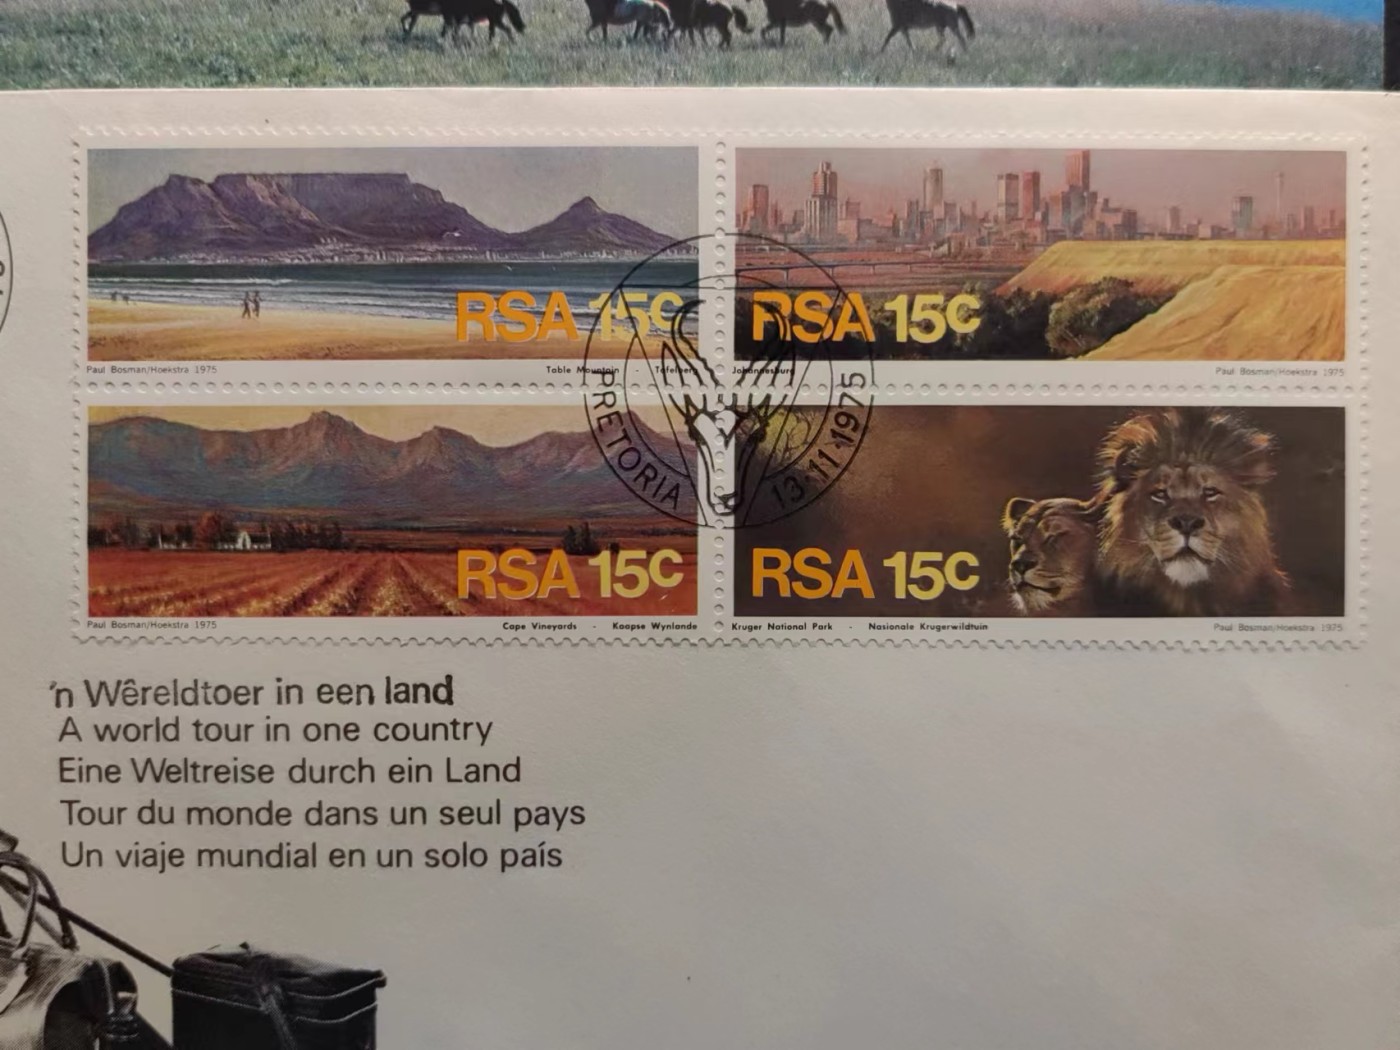 RSA 15c
RSA 15c
Paul Bosman/Hoekstra 1975
Table Mountain - Tafelberg
Johannesburg
Paul Bosman/Hoekstra 1975
PRETORIA
13·11·1975
RSA 15c
RSA 15c
Paul Bosman/Hoekstra 1975
Cape Vineyards - Kaapse Wynlande
Kruger National Park - Nasionale Krugerwildtuin
Paul Bosman/Hoekstra 1975
'n Wêreldtoer in een land
A world tour in one country
Eine Weltreise durch ein Land
Tour du monde dans un seul pays
Un viaje mundial en un solo país